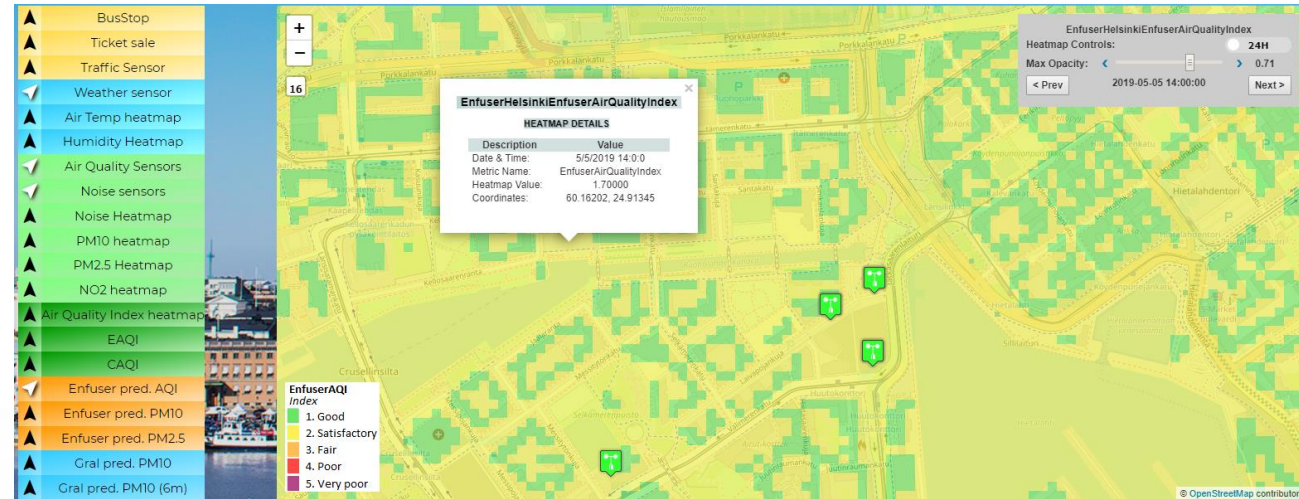 BusStop
Ticket sale
Traffic Sensor
Weather sensor
Air Temp heatmap
Humidity Heatmap
Air Quality Sensors
Noise sensors
Noise Heatmap
PM10 heatmap
PM2.5 Heatmap
NO2 heatmap
Air Quality Index heatmap
EAQI
CAQI
Enfuser pred. AQI
Enfuser pred. PM10
Enfuser pred. PM2.5
Gral pred. PM10
Gral pred. PM10 (6m)
+
−
16
Porkkalankatu
Porkkalankatu
Porkkalankatu
EnfuserHelsinkiEnfuserAirQualityIndex
HEATMAP DETAILS
Description Value
Date & Time: 5/5/2019 14:0:0
Metric Name: EnfuserAirQualityIndex
Heatmap Value: 1.70000
Coordinates: 60.16202, 24.91345
×
EnfuserHelsinkiEnfuserAirQualityIndex
Heatmap Controls: 24H
Max Opacity: 0.71
< Prev 2019-05-05 14:00:00 Next >
Hietalahdentori
Santakatu
Crusellinsilta
EnfuserAQI
Index
1. Good
2. Satisfactory
3. Fair
4. Poor
5. Very poor
© OpenStreetMap contributor